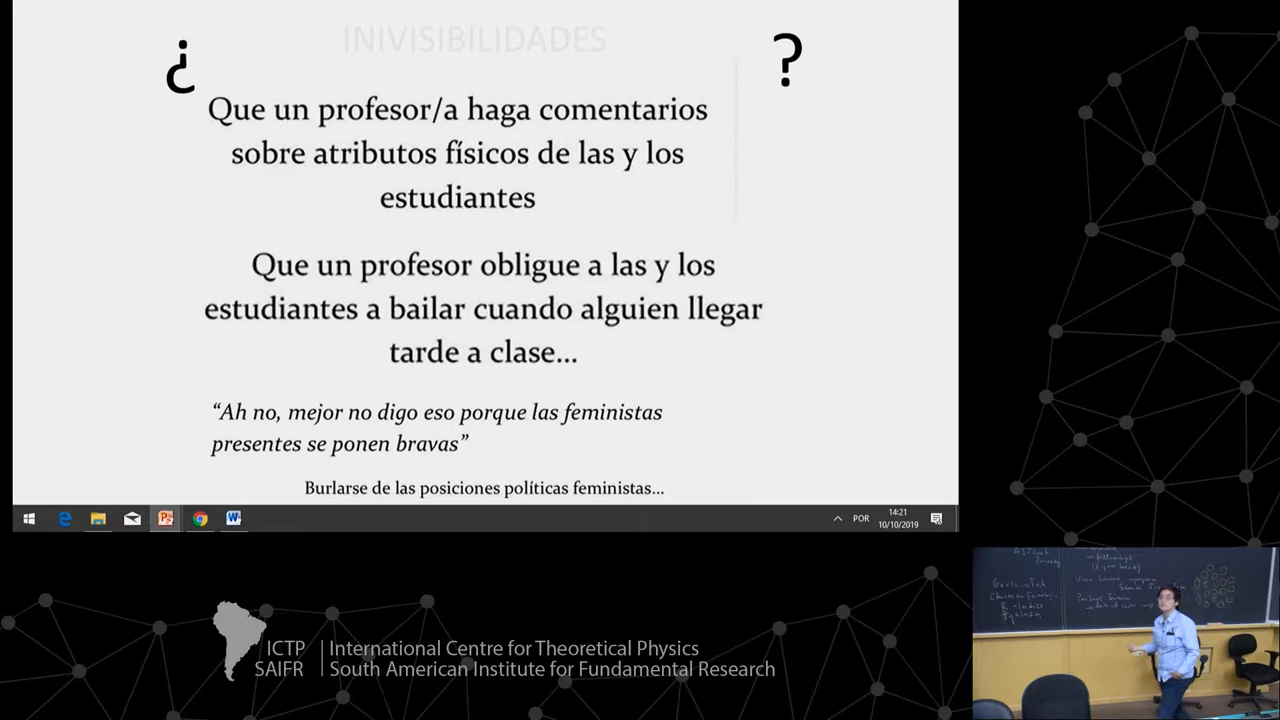 INIVISIBILIDADES
¿ ?
Que un profesor/a haga comentarios
sobre atributos físicos de las y los
estudiantes
Que un profesor obligue a las y los
estudiantes a bailar cuando alguien llegar
tarde a clase...
“Ah no, mejor no digo eso porque las feministas
presentes se ponen bravas”
Burlarse de las posiciones políticas feministas...
POR
14:21
10/10/2019
ICTP
SAIFR
International Centre for Theoretical Physics
South American Institute for Fundamental Research
fellowships